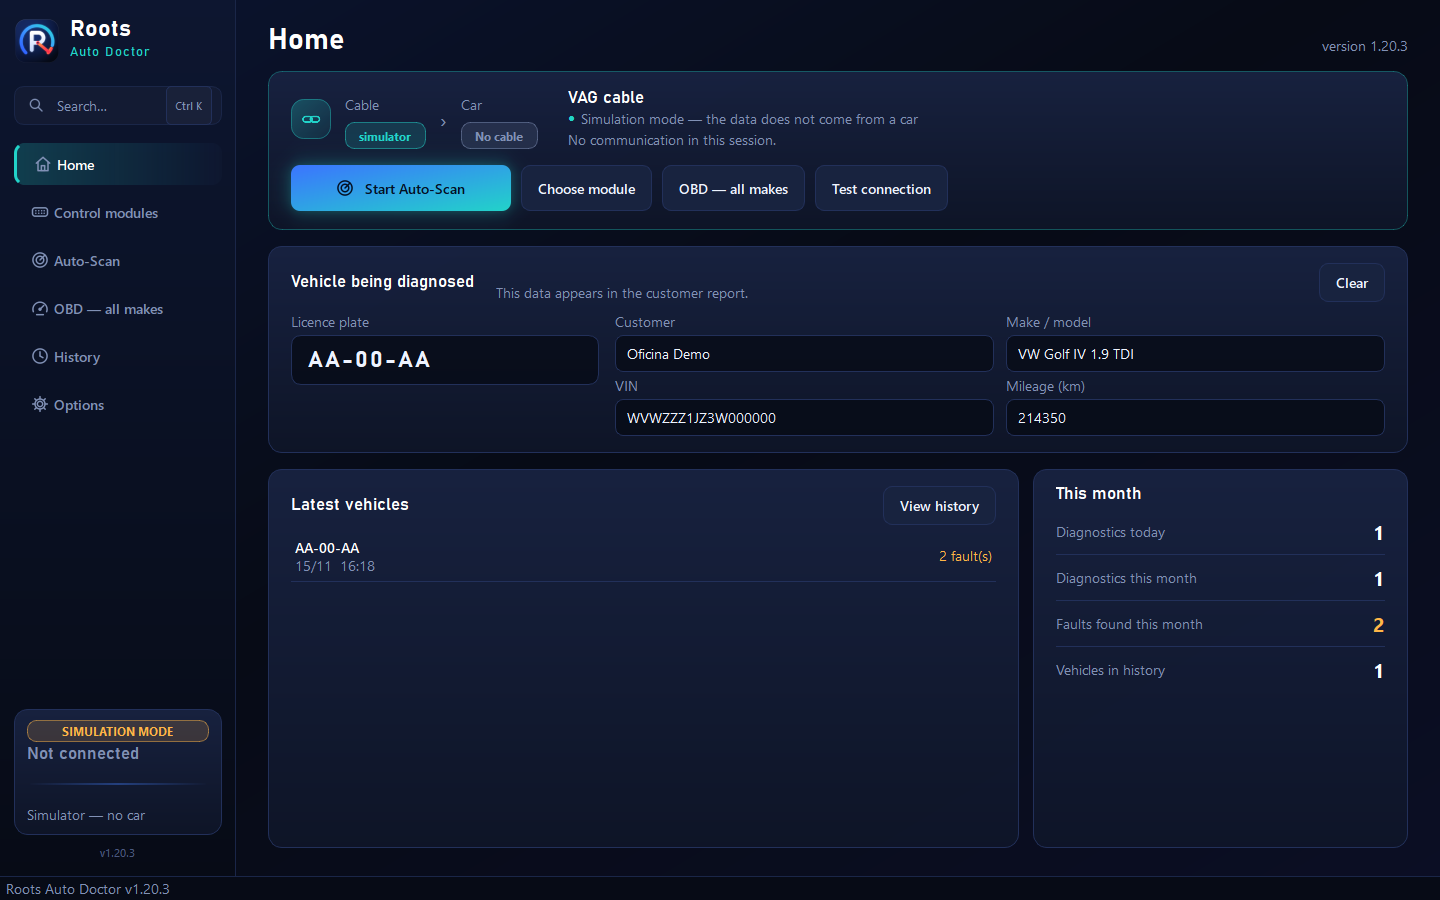 Roots
Auto Doctor
Search...
Ctrl K
Home
Control modules
Auto-Scan
OBD — all makes
History
Options
SIMULATION MODE
Not connected
Simulator — no car
v1.20.3
Home
version 1.20.3
Cable
simulator
›
Car
No cable
VAG cable
• Simulation mode — the data does not come from a car
No communication in this session.
Start Auto-Scan
Choose module
OBD — all makes
Test connection
Vehicle being diagnosed
This data appears in the customer report.
Clear
Licence plate
AA-00-AA
Customer
Oficina Demo
Make / model
VW Golf IV 1.9 TDI
VIN
WVWZZZ1JZ3W000000
Mileage (km)
214350
Latest vehicles
View history
AA-00-AA
15/11 16:18
2 fault(s)
This month
Diagnostics today 1
Diagnostics this month 1
Faults found this month 2
Vehicles in history 1
Roots Auto Doctor v1.20.3